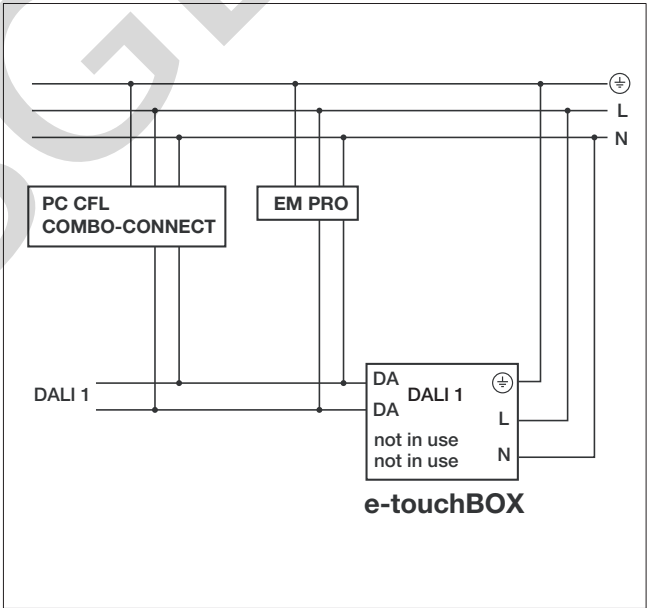 ⏚
L
N
PC CFL
COMBO-CONNECT
EM PRO
DALI 1
DA
DALI 1
⏚
DA
L
not in use
not in use
N
e-touchBOX